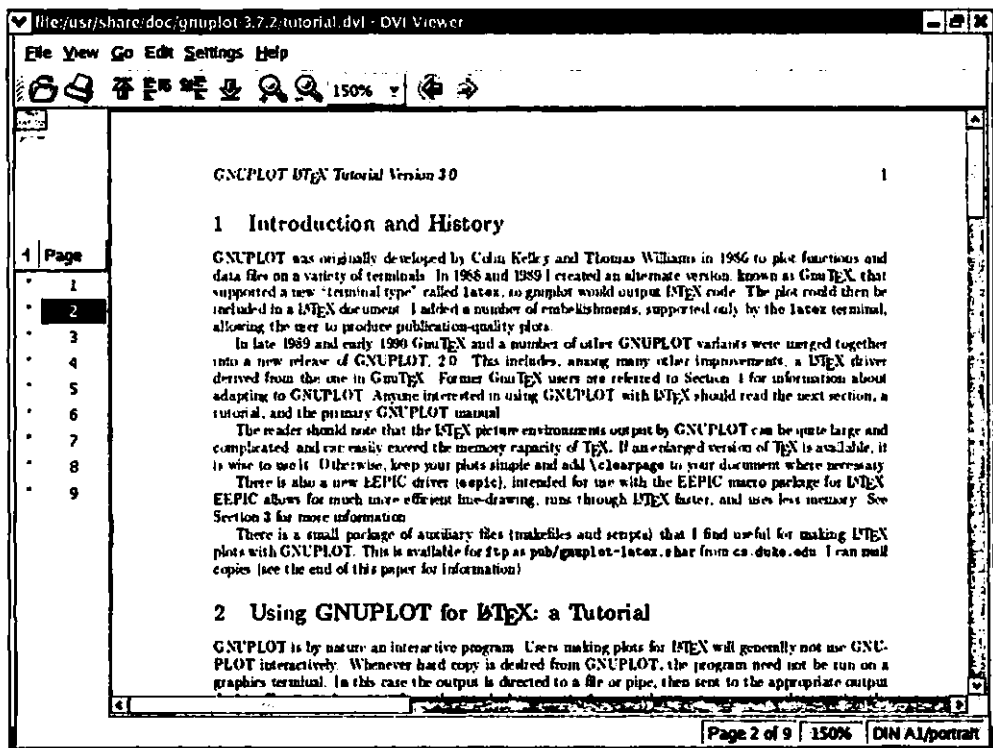 file:/usr/share/doc/gnuplot-3.7.2/tutorial.dvi - DVI Viewer
File View Go Edit Settings Help
150%
GNUPLOT LATEX Tutorial Version 3.0 1
1 Introduction and History
GNUPLOT was originally developed by Colin Kelley and Thomas Williams in 1986 to plot functions and
data files on a variety of terminals. In 1988 and 1989 I created an alternate version, known as GnuTEX, that
supported a new "terminal type" called latex, so gnuplot would output LATEX code. The plot could then be
included in a LATEX document. I added a number of embellishments, supported only by the latex terminal,
allowing the user to produce publication-quality plots.
In late 1989 and early 1990 GnuTEX and a number of other GNUPLOT variants were merged together
into a new release of GNUPLOT, 2.0. This includes, among many other improvements, a LATEX driver
derived from the one in GnuTEX. Former GnuTEX users are referred to Section 4 for information about
adapting to GNUPLOT. Anyone interested in using GNUPLOT with LATEX should read the next section, a
tutorial, and the primary GNUPLOT manual.
The reader should note that the LATEX picture environments output by GNUPLOT can be quite large and
complicated, and can easily exceed the memory capacity of TEX. If an enlarged version of TEX is available, it
is wise to use it. Otherwise, keep your plots simple and add \clearpage to your document where necessary.
There is also a new EEPIC driver (eepic), intended for use with the EEPIC macro package for LATEX.
EEPIC allows for much more efficient line-drawing, runs through LATEX faster, and uses less memory. See
Section 3 for more information.
There is a small package of auxiliary files (makefiles and scripts) that I find useful for making LATEX
plots with GNUPLOT. This is available for ftp as pub/gnuplot-latex.shar from cs.duke.edu. I can mail
copies (see the end of this paper for information).
2 Using GNUPLOT for LATEX: a Tutorial
GNUPLOT is by nature an interactive program. Users making plots for LATEX will generally not use GNU-
PLOT interactively. Whenever hard copy is desired from GNUPLOT, the program need not be run on a
graphics terminal. In this case the output is directed to a file or pipe, then sent to the appropriate output
Page
1
2
3
4
5
6
7
8
9
Page 2 of 9 150% DIN A1/portrait